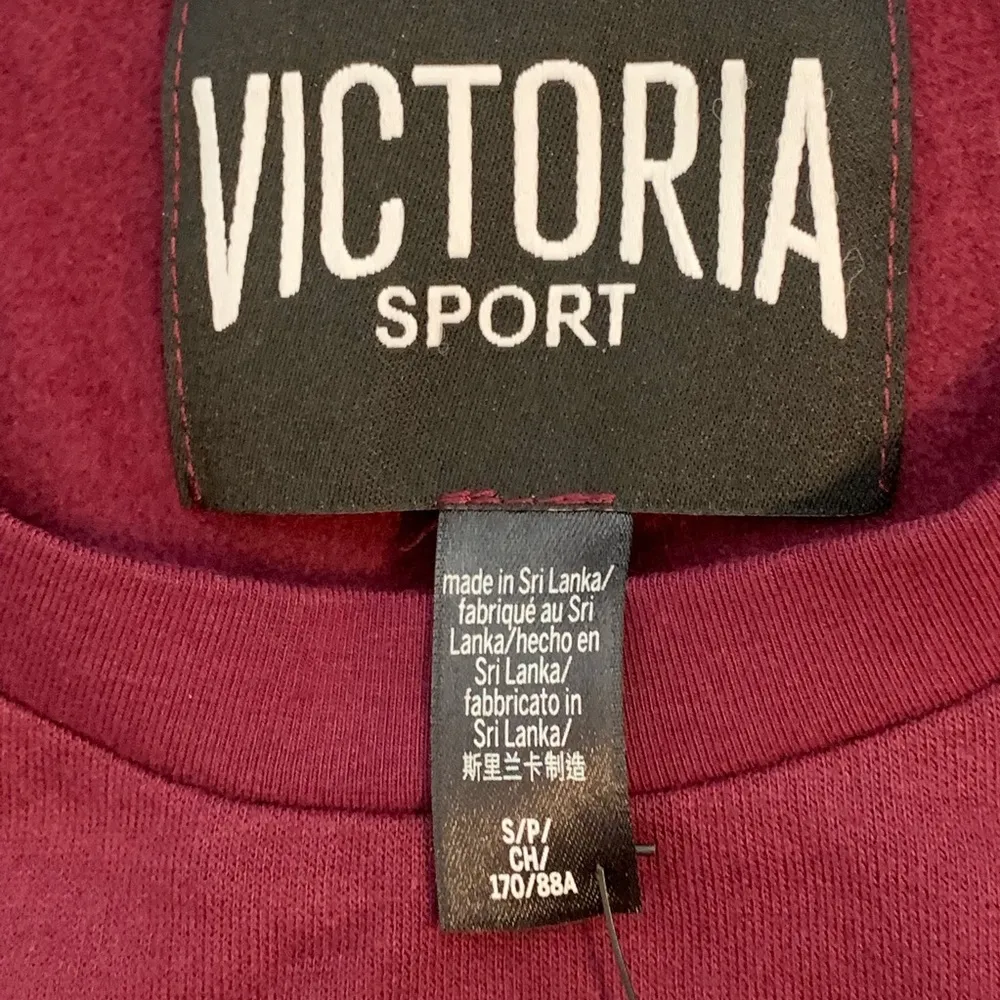 VICTORIA
SPORT
made in Sri Lanka/
fabriqué au Sri
Lanka/hecho en
Sri Lanka/
fabbricato in
Sri Lanka/
斯里兰卡制造
S/P/
CH/
170/88A